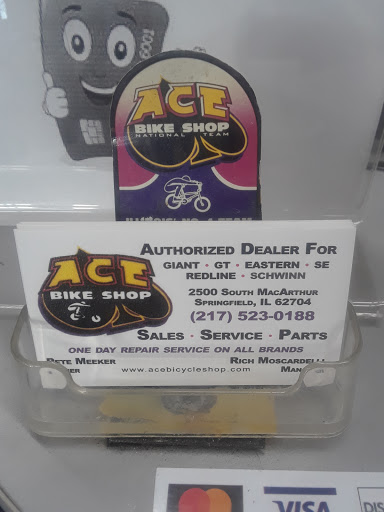 ACE
BIKE SHOP
NATIONAL TEAM
ACE
BIKE SHOP
AUTHORIZED DEALER FOR
GIANT · GT · EASTERN · SE
REDLINE · SCHWINN
2500 SOUTH MACARTHUR
SPRINGFIELD, IL 62704
(217) 523-0188
SALES · SERVICE · PARTS
ONE DAY REPAIR SERVICE ON ALL BRANDS
PETE MEEKER RICH MOSCARDELLI
www.acebicycleshop.com
VISA
DIS